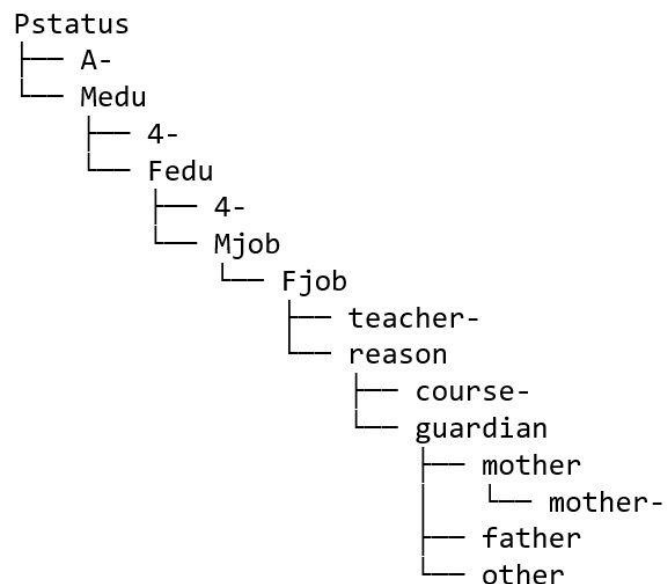 Pstatus
├── A-
└── Medu
    ├── 4-
    └── Fedu
        ├── 4-
        └── Mjob
            └── Fjob
                ├── teacher-
                └── reason
                    ├── course-
                    └── guardian
                        ├── mother
                        │   └── mother-
                        ├── father
                        └── other